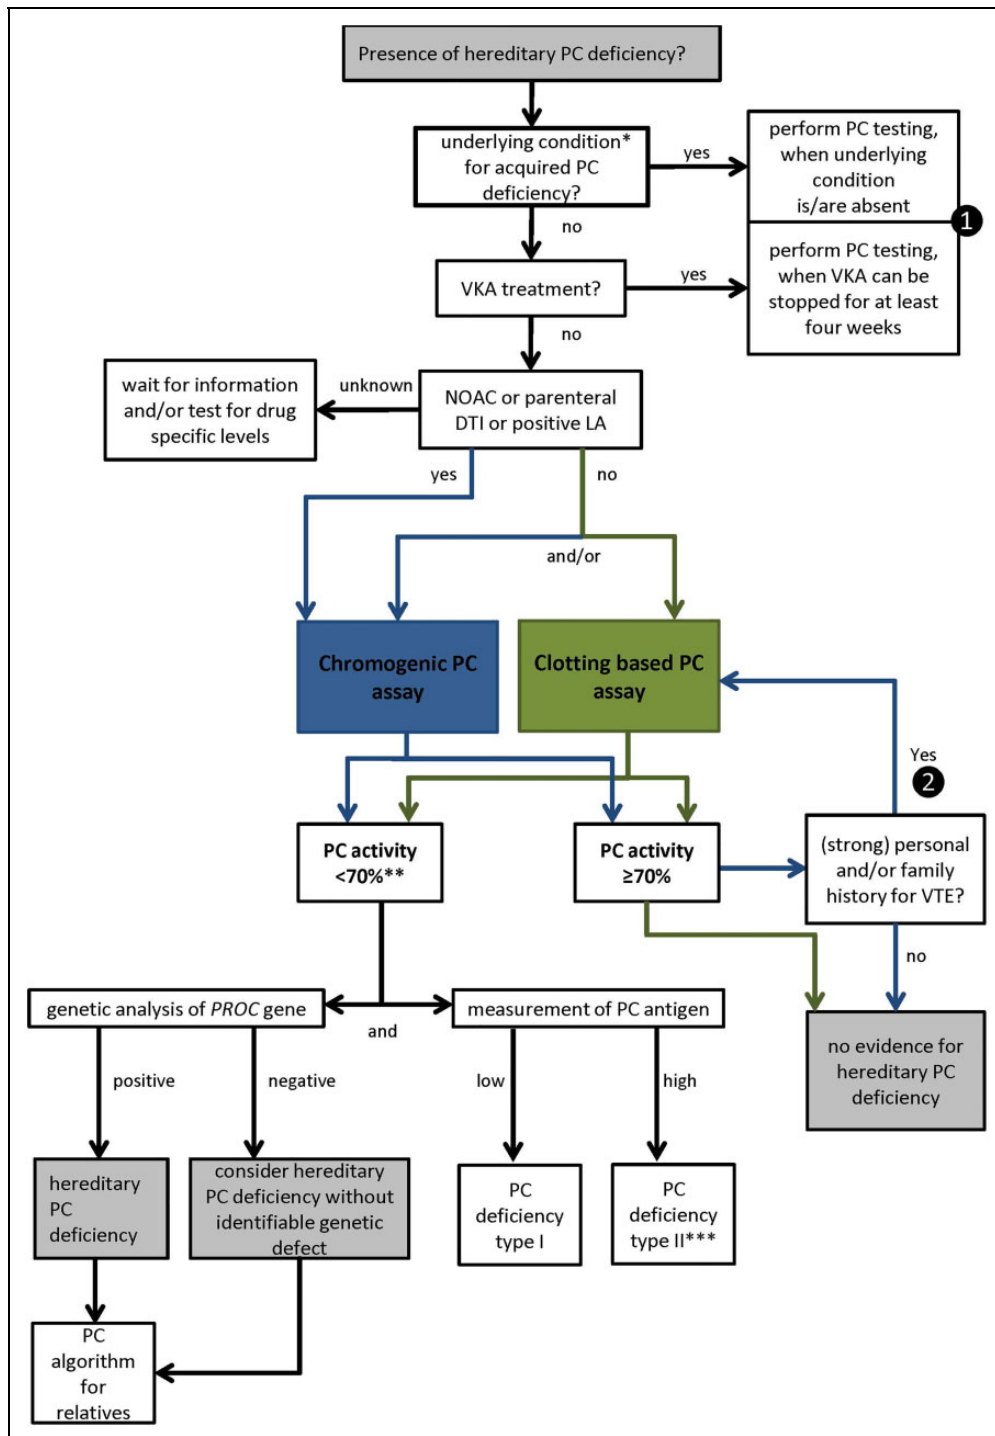 Presence of hereditary PC deficiency?
underlying condition*
for acquired PC
deficiency?
yes
perform PC testing,
when underlying
condition
is/are absent
1
no
VKA treatment?
yes
perform PC testing,
when VKA can be
stopped for at least
four weeks
no
wait for information
and/or test for drug
specific levels
unknown
NOAC or parenteral
DTI or positive LA
yes
no
and/or
Chromogenic PC
assay
Clotting based PC
assay
Yes
2
PC activity
<70%**
PC activity
≥70%
(strong) personal
and/or family
history for VTE?
no
genetic analysis of PROC gene
and
measurement of PC antigen
no evidence for
hereditary PC
deficiency
positive
negative
low
high
hereditary
PC
deficiency
consider hereditary
PC deficiency without
identifiable genetic
defect
PC
deficiency
type I
PC
deficiency
type II***
PC
algorithm
for
relatives